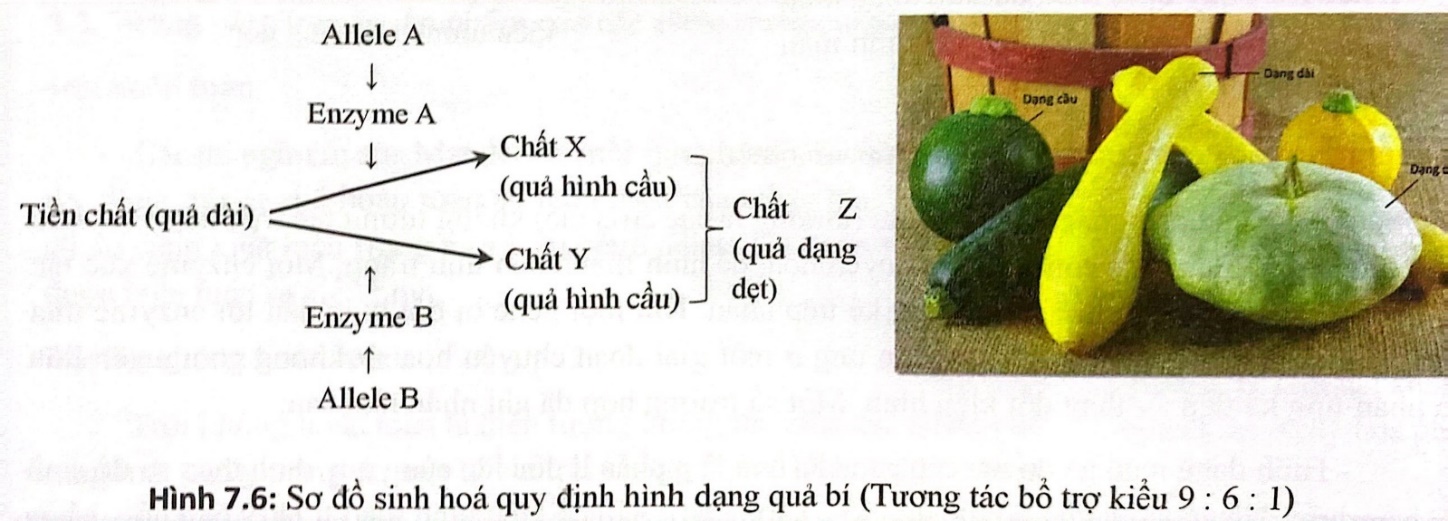 Allele A
Enzyme A
Chất X
(quả hình cầu)
Tiền chất (quả dài)
Chất Z
(quả dạng
dẹt)
Chất Y
(quả hình cầu)
Enzyme B
Allele B
Dạng cầu
Dạng dài
Dạng
Hình 7.6: Sơ đồ sinh hoá quy định hình dạng quả bí (Tương tác bổ trợ kiểu 9 : 6 : 1)